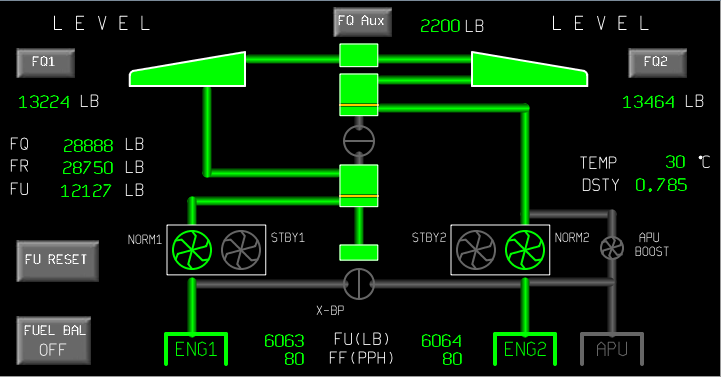 LEVEL FQ Aux 2200 LB LEVEL
FQ1 FQ2
13224 LB 13464 LB
FQ 28888 LB
FR 28750 LB
FU 12127 LB
TEMP 30 °C
DSTY 0.785
NORM1 STBY1 STBY2 NORM2 APU
BOOST
FU RESET
X-BP
FUEL BAL
OFF
ENG1 6063 FU(LB) 6064 ENG2 APU
80 FF(PPH) 80